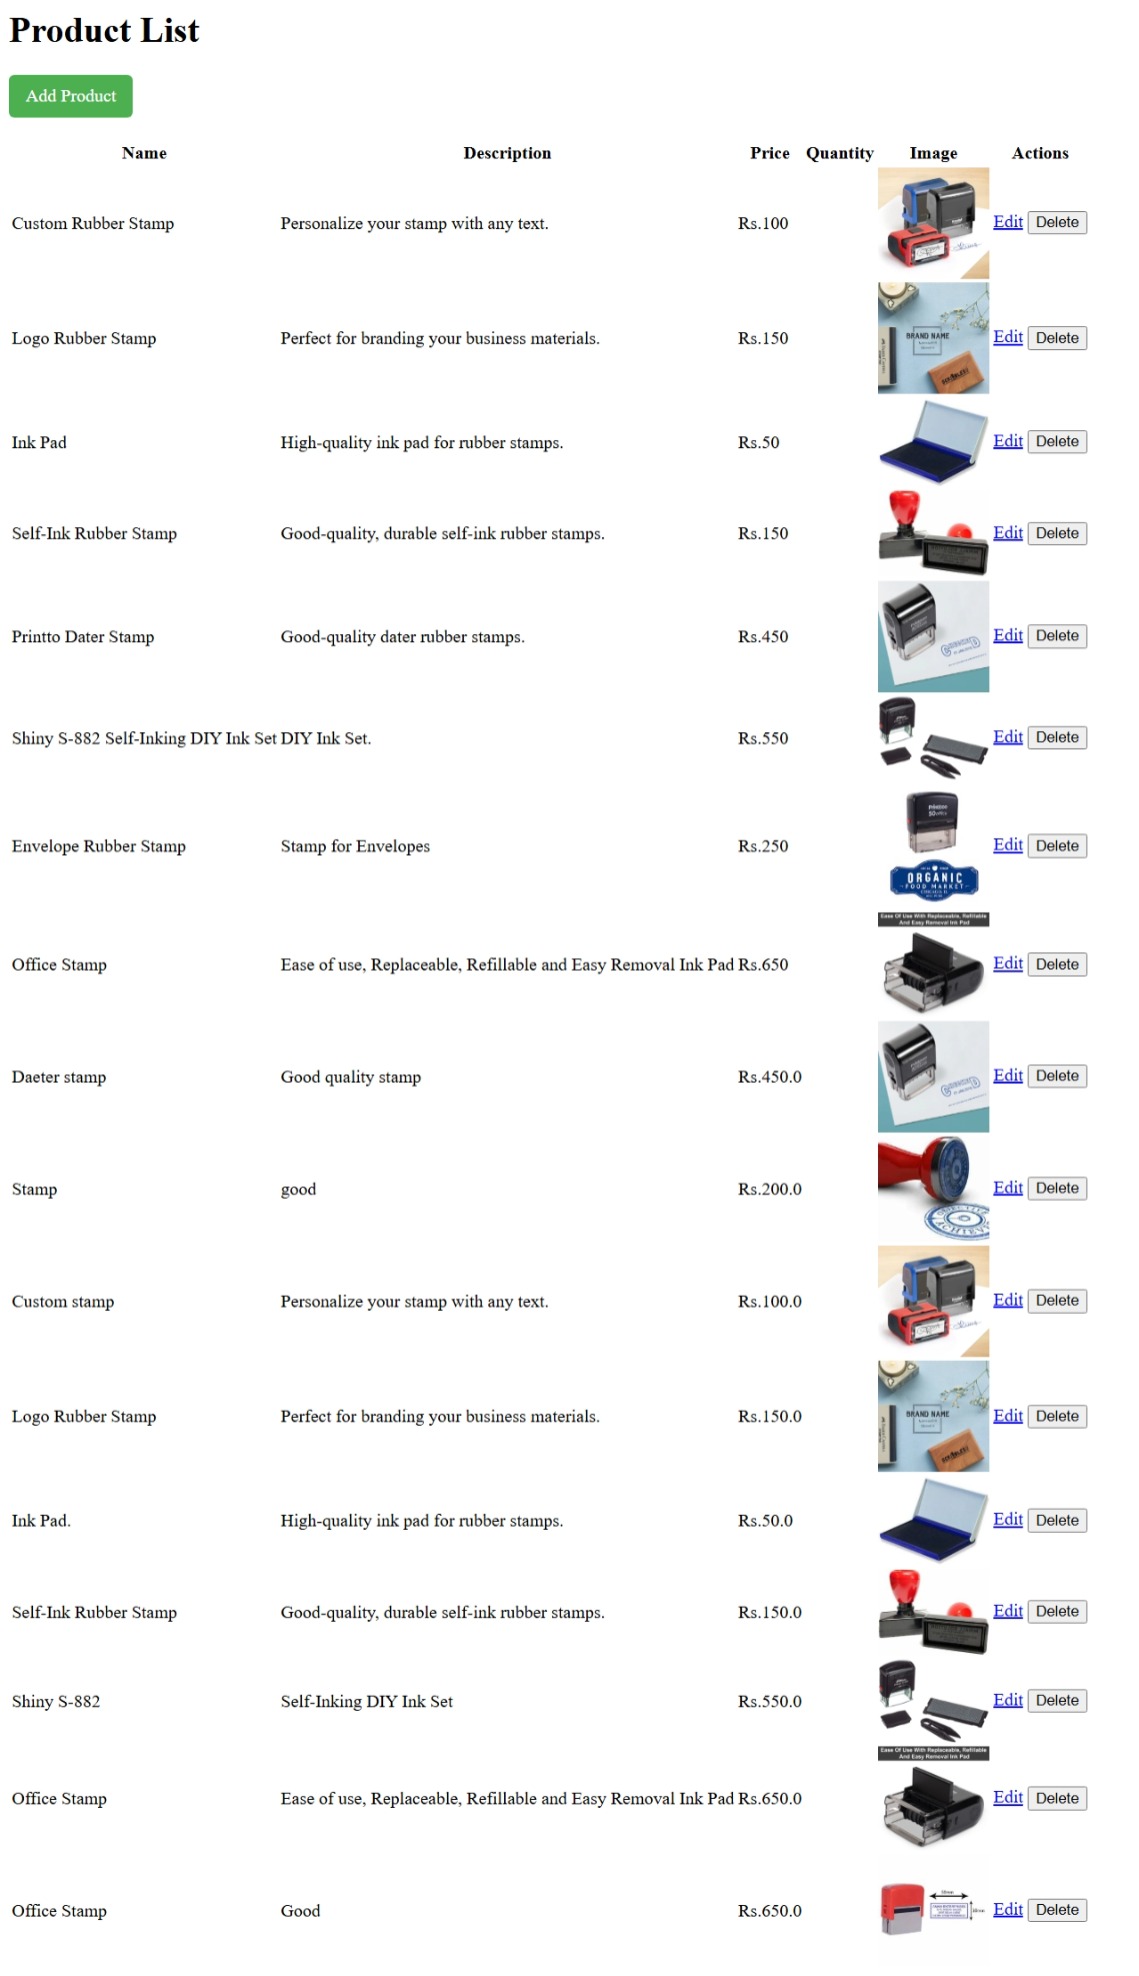 Product List
Add Product
Name Description Price Quantity Image Actions
Custom Rubber Stamp Personalize your stamp with any text. Rs.100 Edit Delete
Logo Rubber Stamp Perfect for branding your business materials. Rs.150 BRAND NAME Edit Delete
Ink Pad High-quality ink pad for rubber stamps. Rs.50 Edit Delete
Self-Ink Rubber Stamp Good-quality, durable self-ink rubber stamps. Rs.150 Edit Delete
Printto Dater Stamp Good-quality dater rubber stamps. Rs.450 Edit Delete
Shiny S-882 Self-Inking DIY Ink Set DIY Ink Set. Rs.550 Edit Delete
Envelope Rubber Stamp Stamp for Envelopes Rs.250 Edit Delete
ORGANIC
FOOD MARKET
Ease Of Use With Replaceable, Refillable
And Easy Removal Ink Pad
Office Stamp Ease of use, Replaceable, Refillable and Easy Removal Ink Pad Rs.650 Edit Delete
Daeter stamp Good quality stamp Rs.450.0 Edit Delete
Stamp good Rs.200.0 Edit Delete
Custom stamp Personalize your stamp with any text. Rs.100.0 Edit Delete
Logo Rubber Stamp Perfect for branding your business materials. Rs.150.0 BRAND NAME Edit Delete
Ink Pad. High-quality ink pad for rubber stamps. Rs.50.0 Edit Delete
Self-Ink Rubber Stamp Good-quality, durable self-ink rubber stamps. Rs.150.0 Edit Delete
Shiny S-882 Self-Inking DIY Ink Set Rs.550.0 Edit Delete
Ease Of Use With Replaceable, Refillable
And Easy Removal Ink Pad
Office Stamp Ease of use, Replaceable, Refillable and Easy Removal Ink Pad Rs.650.0 Edit Delete
Office Stamp Good Rs.650.0 Edit Delete